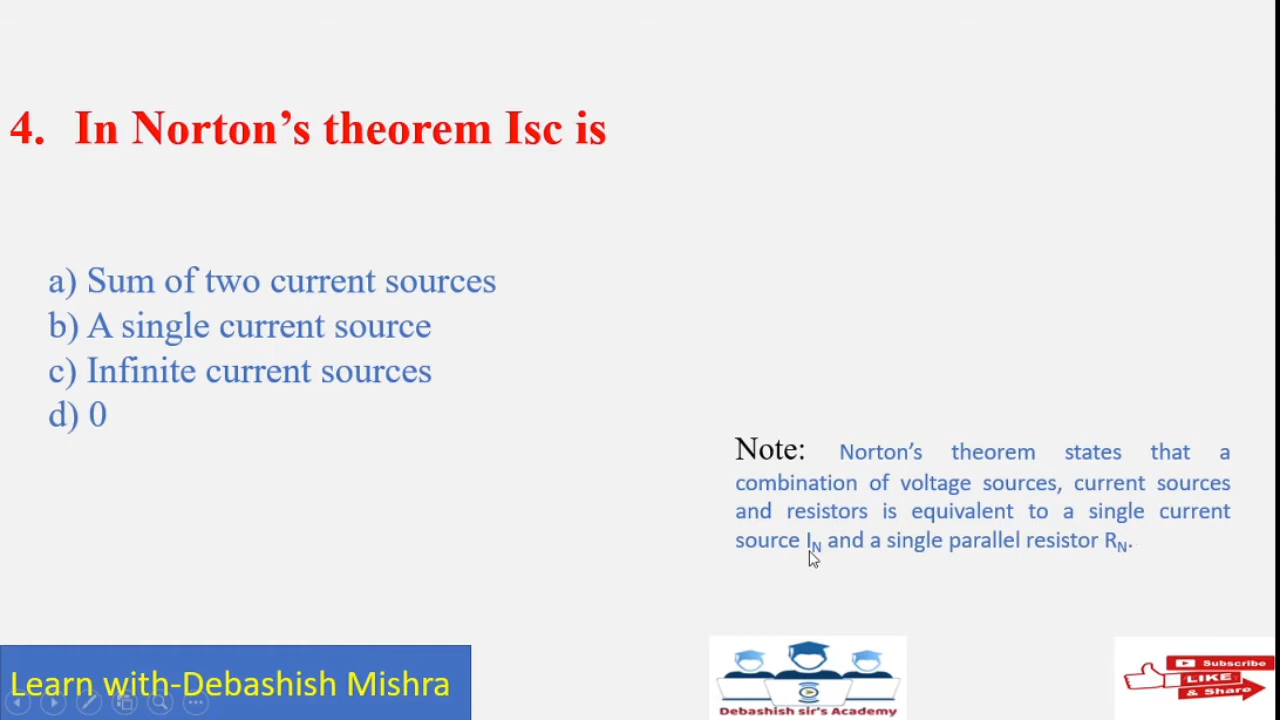 4. In Norton’s theorem Isc is
a) Sum of two current sources
b) A single current source
c) Infinite current sources
d) 0
Note: Norton’s theorem states that a
combination of voltage sources, current sources
and resistors is equivalent to a single current
source I_N and a single parallel resistor R_N.
Learn with-Debashish Mishra
Debashish sir's Academy
Subscribe
LIKE
& Share